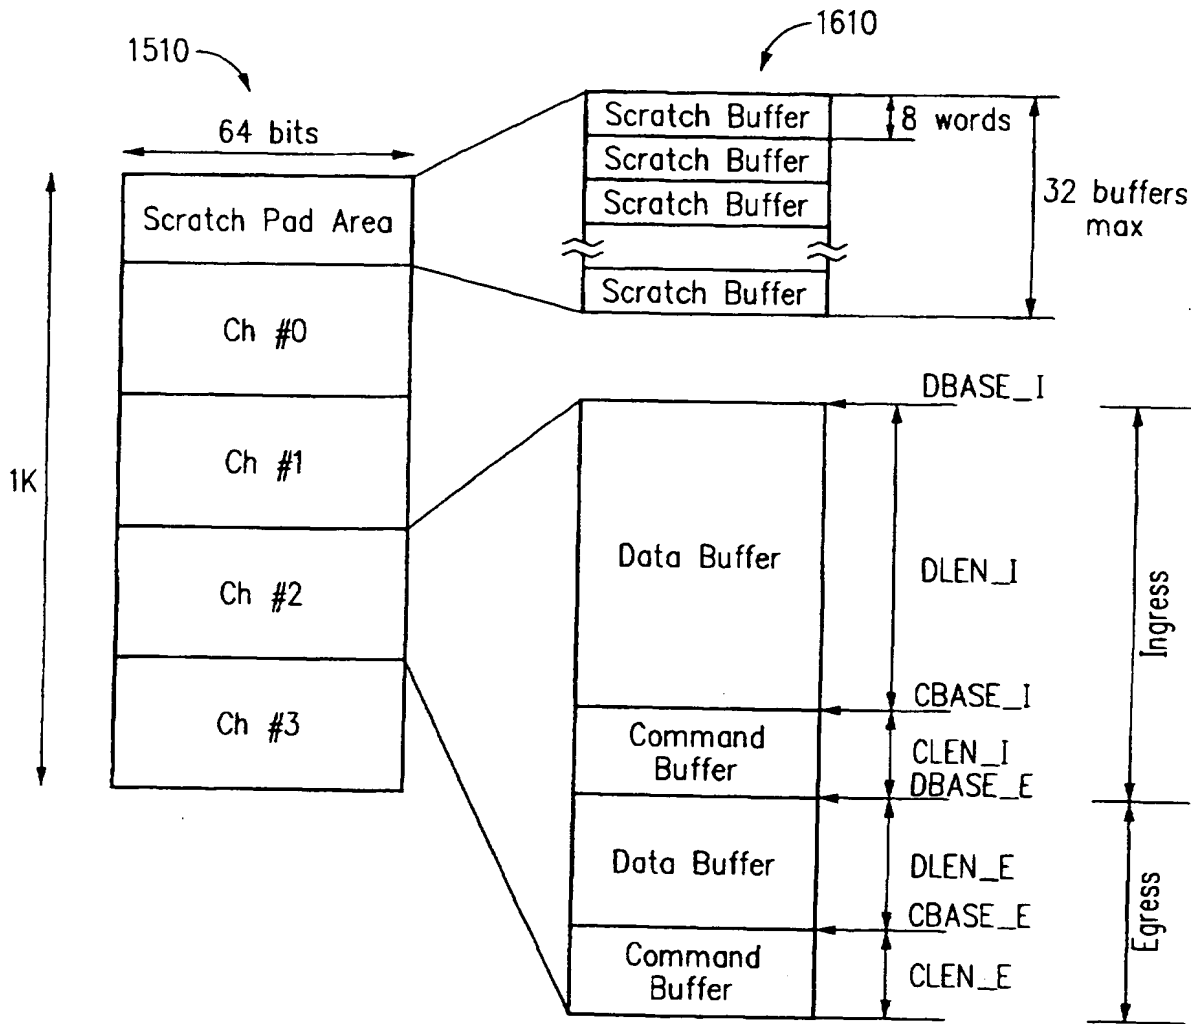 1510
1610
64 bits
Scratch Pad Area
Ch #0
Ch #1
Ch #2
Ch #3
1K
Scratch Buffer
Scratch Buffer
Scratch Buffer
Scratch Buffer
8 words
32 buffers
max
DBASE_I
Data Buffer
DLEN_I
CBASE_I
Command
Buffer
CLEN_I
DBASE_E
Data Buffer
DLEN_E
CBASE_E
Command
Buffer
CLEN_E
Ingress
Egress